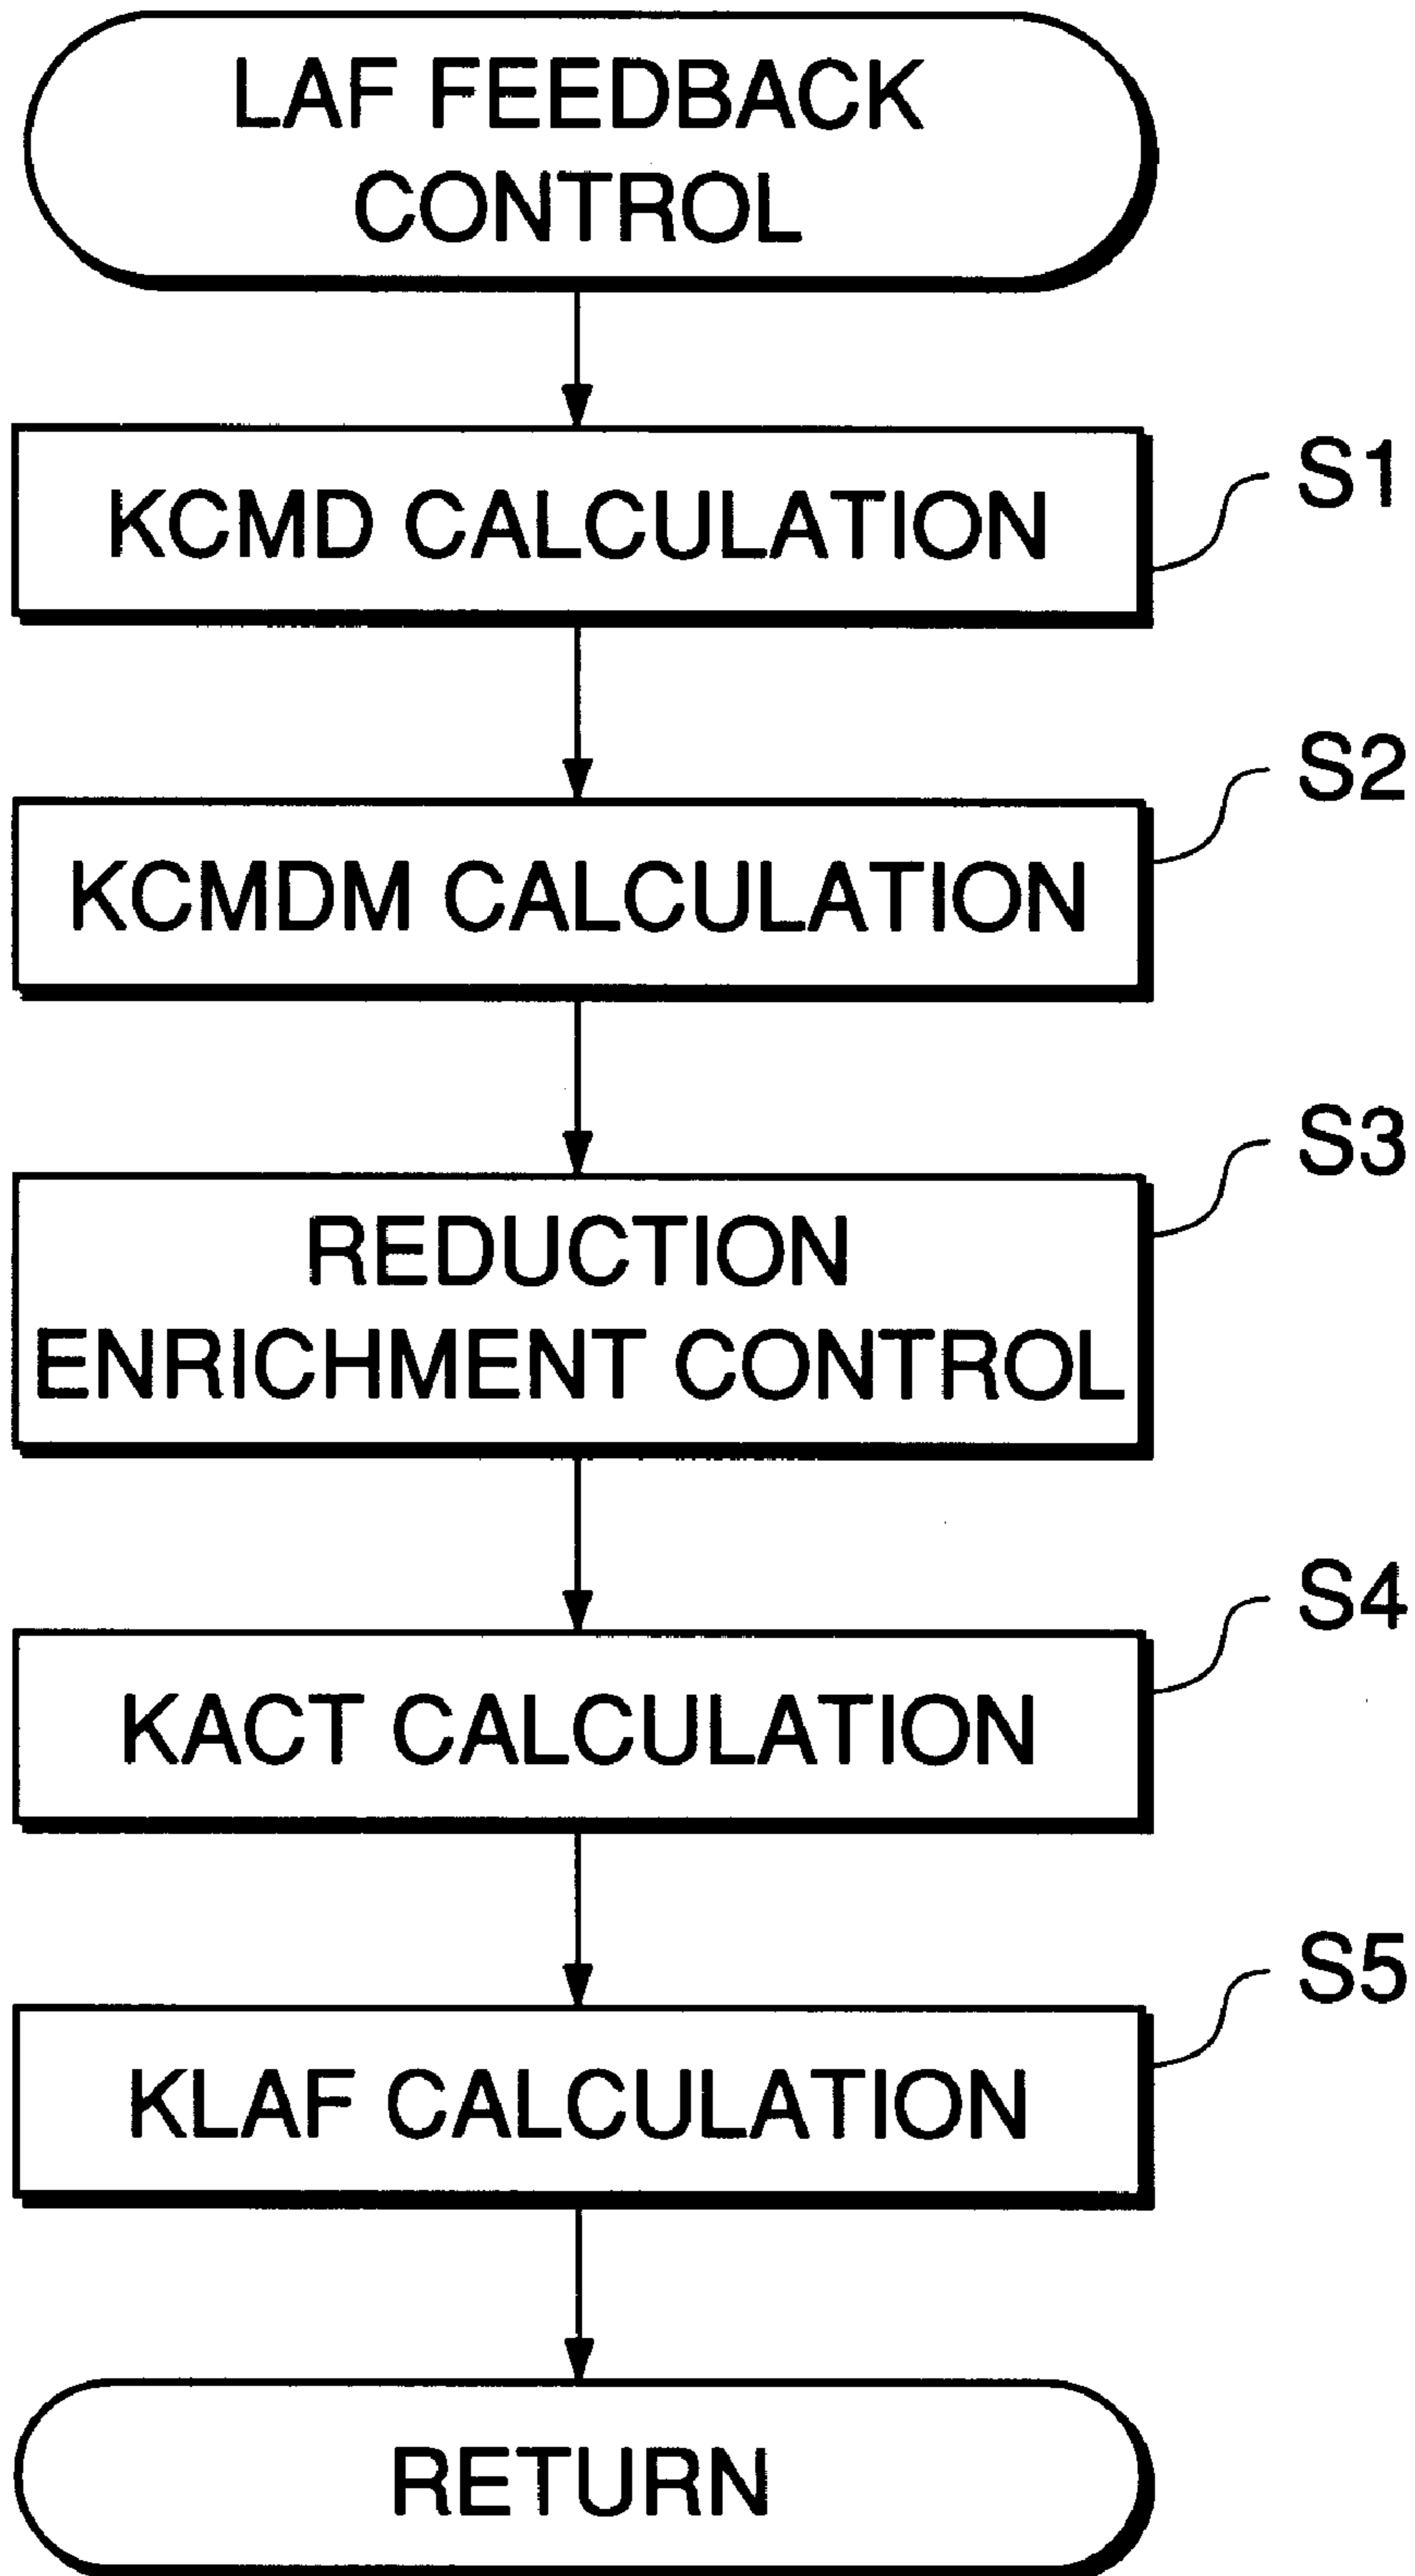 LAF FEEDBACK
CONTROL
KCMD CALCULATION
S1
KCMDM CALCULATION
S2
REDUCTION
ENRICHMENT CONTROL
S3
KACT CALCULATION
S4
KLAF CALCULATION
S5
RETURN